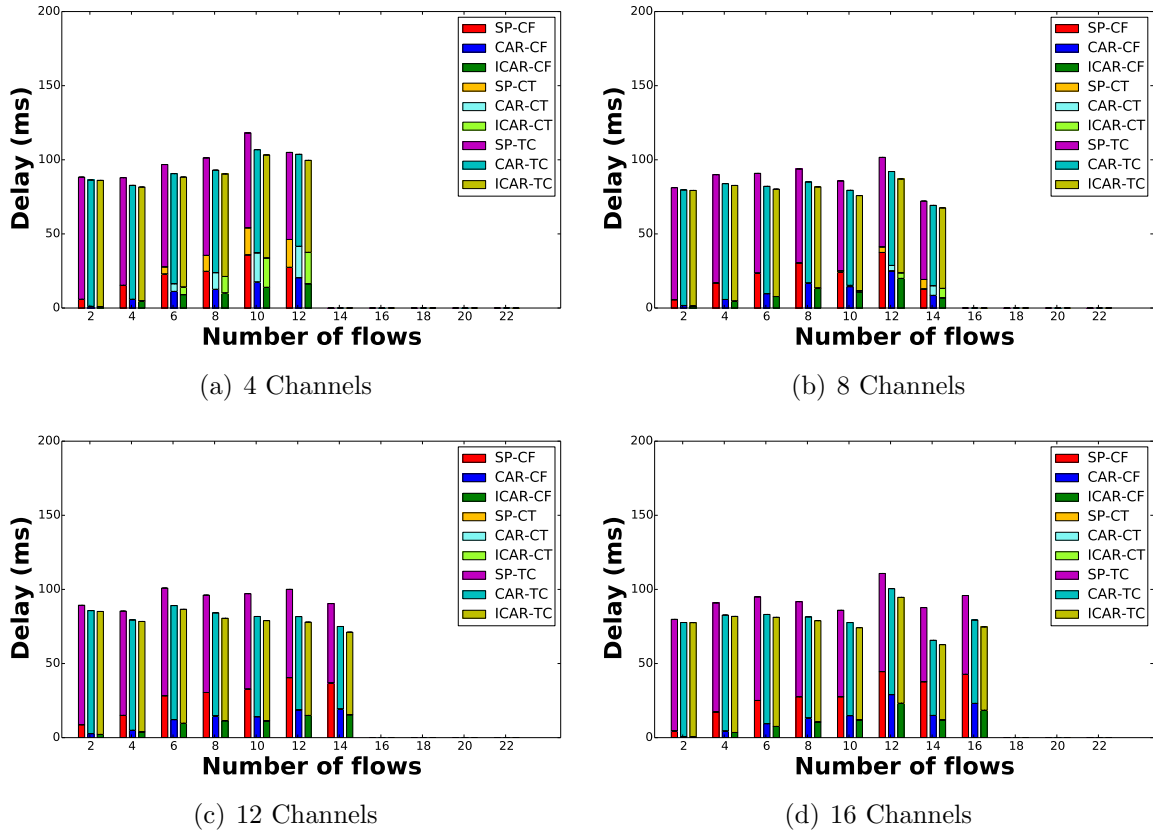 200
150
100
50
0
Delay (ms)
2 4 6 8 10 12 14 16 18 20 22
Number of flows
SP-CF
CAR-CF
ICAR-CF
SP-CT
CAR-CT
ICAR-CT
SP-TC
CAR-TC
ICAR-TC
(a) 4 Channels
200
150
100
50
0
Delay (ms)
2 4 6 8 10 12 14 16 18 20 22
Number of flows
SP-CF
CAR-CF
ICAR-CF
SP-CT
CAR-CT
ICAR-CT
SP-TC
CAR-TC
ICAR-TC
(b) 8 Channels
200
150
100
50
0
Delay (ms)
2 4 6 8 10 12 14 16 18 20 22
Number of flows
SP-CF
CAR-CF
ICAR-CF
SP-CT
CAR-CT
ICAR-CT
SP-TC
CAR-TC
ICAR-TC
(c) 12 Channels
200
150
100
50
0
Delay (ms)
2 4 6 8 10 12 14 16 18 20 22
Number of flows
SP-CF
CAR-CF
ICAR-CF
SP-CT
CAR-CT
ICAR-CT
SP-TC
CAR-TC
ICAR-TC
(d) 16 Channels